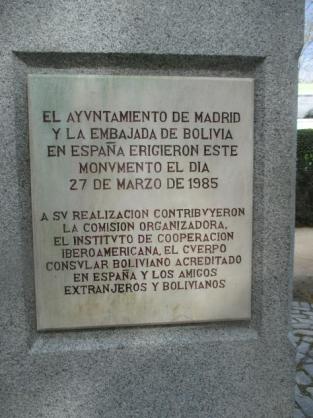 EL AYVNTAMIENTO DE MADRID
Y LA EMBAJADA DE BOLIVIA
EN ESPAÑA ERIGIERON ESTE
MONVMENTO EL DIA
27 DE MARZO DE 1985
A SV REALIZACION CONTRIBVYERON
LA COMISION ORGANIZADORA,
EL INSTITVTO DE COOPERACION
IBEROAMERICANA, EL CVERPO
CONSVLAR BOLIVIANO ACREDITADO
EN ESPAÑA Y LOS AMIGOS
EXTRANJEROS Y BOLIVIANOS